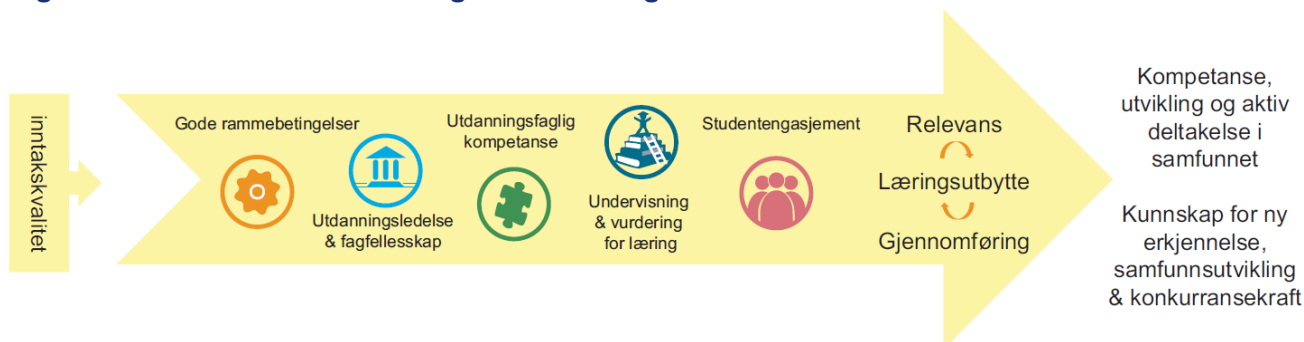 inntakskvalitet
Gode rammebetingelser
Utdanningsledelse
& fagfellesskap
Utdanningsfaglig
kompetanse
Undervisning
& vurdering
for læring
Studentengasjement
Relevans
Læringsutbytte
Gjennomføring
Kompetanse,
utvikling og aktiv
deltakelse i
samfunnet
Kunnskap for ny
erkjennelse,
samfunnsutvikling
& konkurransekraft